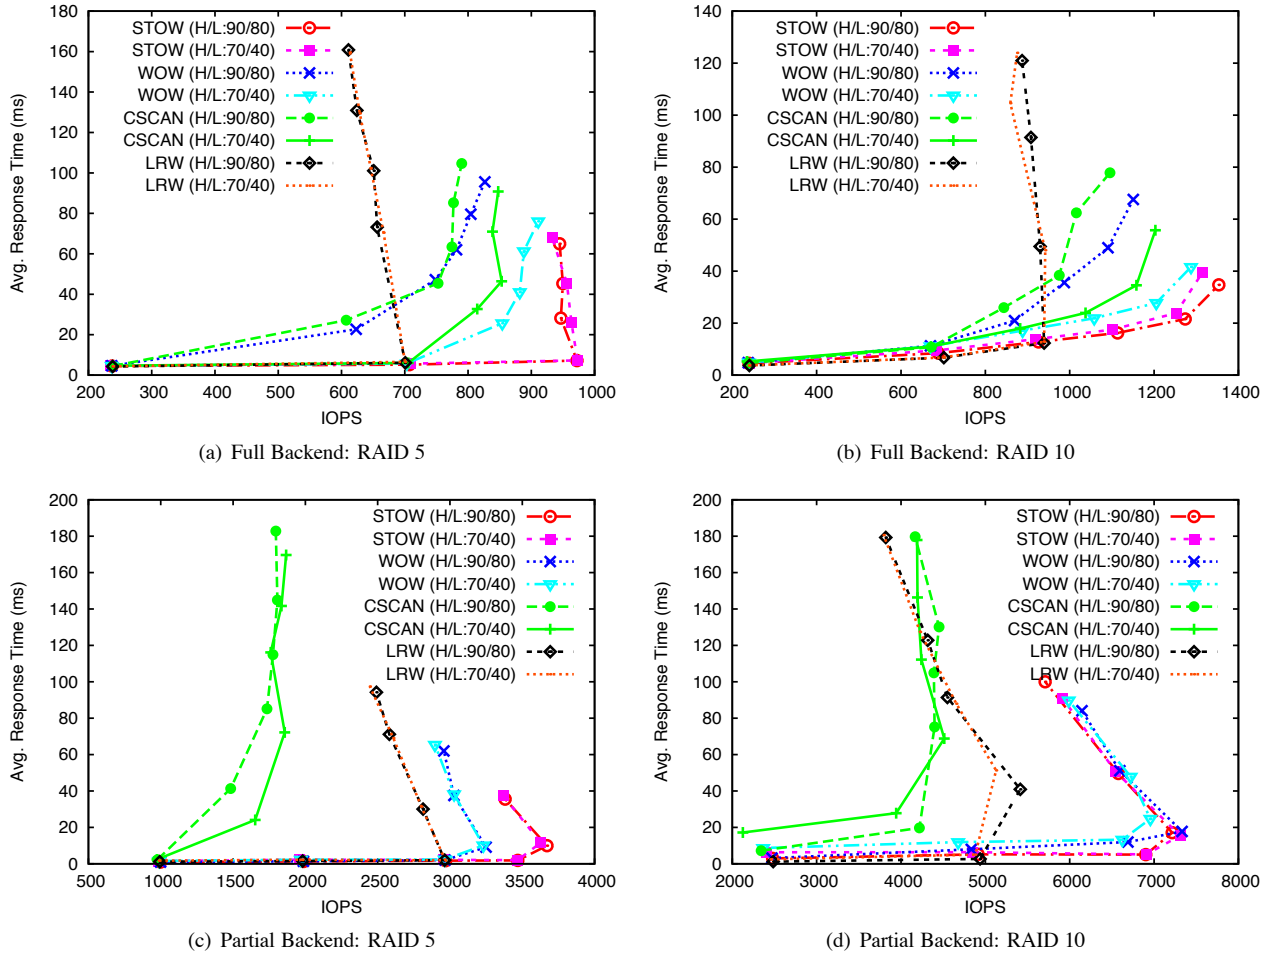 180
160
140
120
100
80
60
40
20
0
200 300 400 500 600 700 800 900 1000
Avg. Response Time (ms)
IOPS
STOW (H/L:90/80)
STOW (H/L:70/40)
WOW (H/L:90/80)
WOW (H/L:70/40)
CSCAN (H/L:90/80)
CSCAN (H/L:70/40)
LRW (H/L:90/80)
LRW (H/L:70/40)
(a) Full Backend: RAID 5
140
120
100
80
60
40
20
0
200 400 600 800 1000 1200 1400
Avg. Response Time (ms)
IOPS
STOW (H/L:90/80)
STOW (H/L:70/40)
WOW (H/L:90/80)
WOW (H/L:70/40)
CSCAN (H/L:90/80)
CSCAN (H/L:70/40)
LRW (H/L:90/80)
LRW (H/L:70/40)
(b) Full Backend: RAID 10
200
180
160
140
120
100
80
60
40
20
0
500 1000 1500 2000 2500 3000 3500 4000
Avg. Response Time (ms)
IOPS
STOW (H/L:90/80)
STOW (H/L:70/40)
WOW (H/L:90/80)
WOW (H/L:70/40)
CSCAN (H/L:90/80)
CSCAN (H/L:70/40)
LRW (H/L:90/80)
LRW (H/L:70/40)
(c) Partial Backend: RAID 5
200
180
160
140
120
100
80
60
40
20
0
2000 3000 4000 5000 6000 7000 8000
Avg. Response Time (ms)
IOPS
STOW (H/L:90/80)
STOW (H/L:70/40)
WOW (H/L:90/80)
WOW (H/L:70/40)
CSCAN (H/L:90/80)
CSCAN (H/L:70/40)
LRW (H/L:90/80)
LRW (H/L:70/40)
(d) Partial Backend: RAID 10